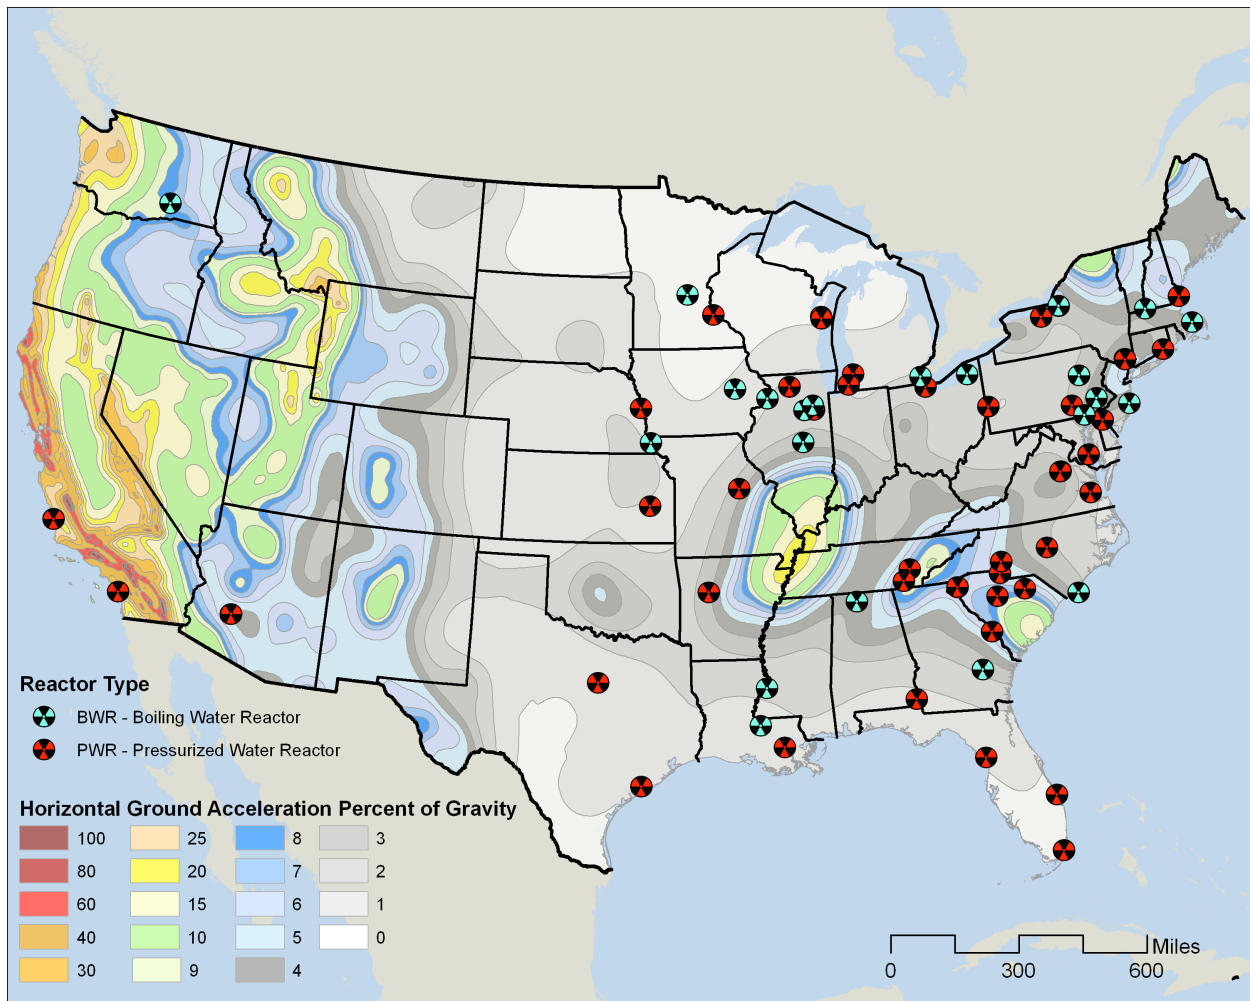 Reactor Type
BWR - Boiling Water Reactor
PWR - Pressurized Water Reactor
Horizontal Ground Acceleration Percent of Gravity
100 25 8 3
80 20 7 2
60 15 6 1
40 10 5 0
30 9 4
Miles
0 300 600